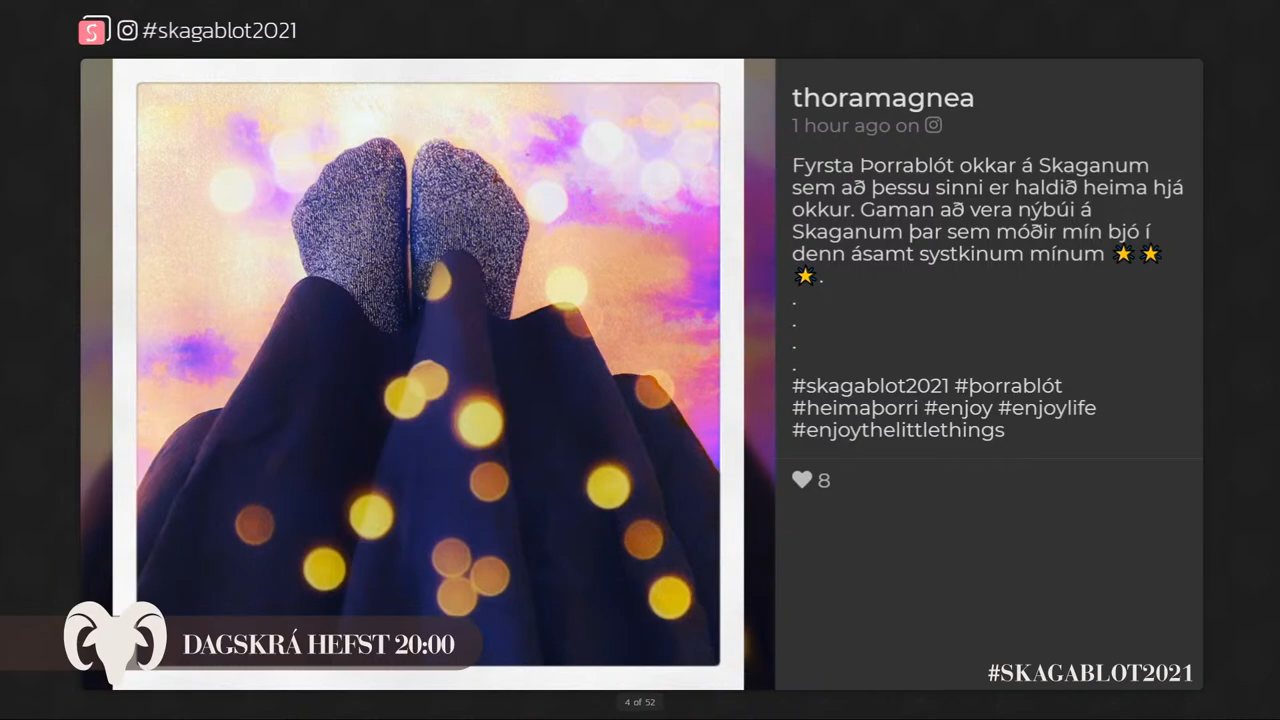 #skagablot2021
thoramagnea
1 hour ago on
Fyrsta Þorrablót okkar á Skaganum
sem að þessu sinni er haldið heima hjá
okkur. Gaman að vera nýbúi á
Skaganum þar sem móðir mín bjó í
denn ásamt systkinum mínum 🌟🌟
🌟.
.
.
.
.
#skagablot2021 #þorrablót
#heimaþorri #enjoy #enjoylife
#enjoythelittlethings
8
DAGSKRÁ HEFST 20:00
#SKAGABLOT2021
4 of 52